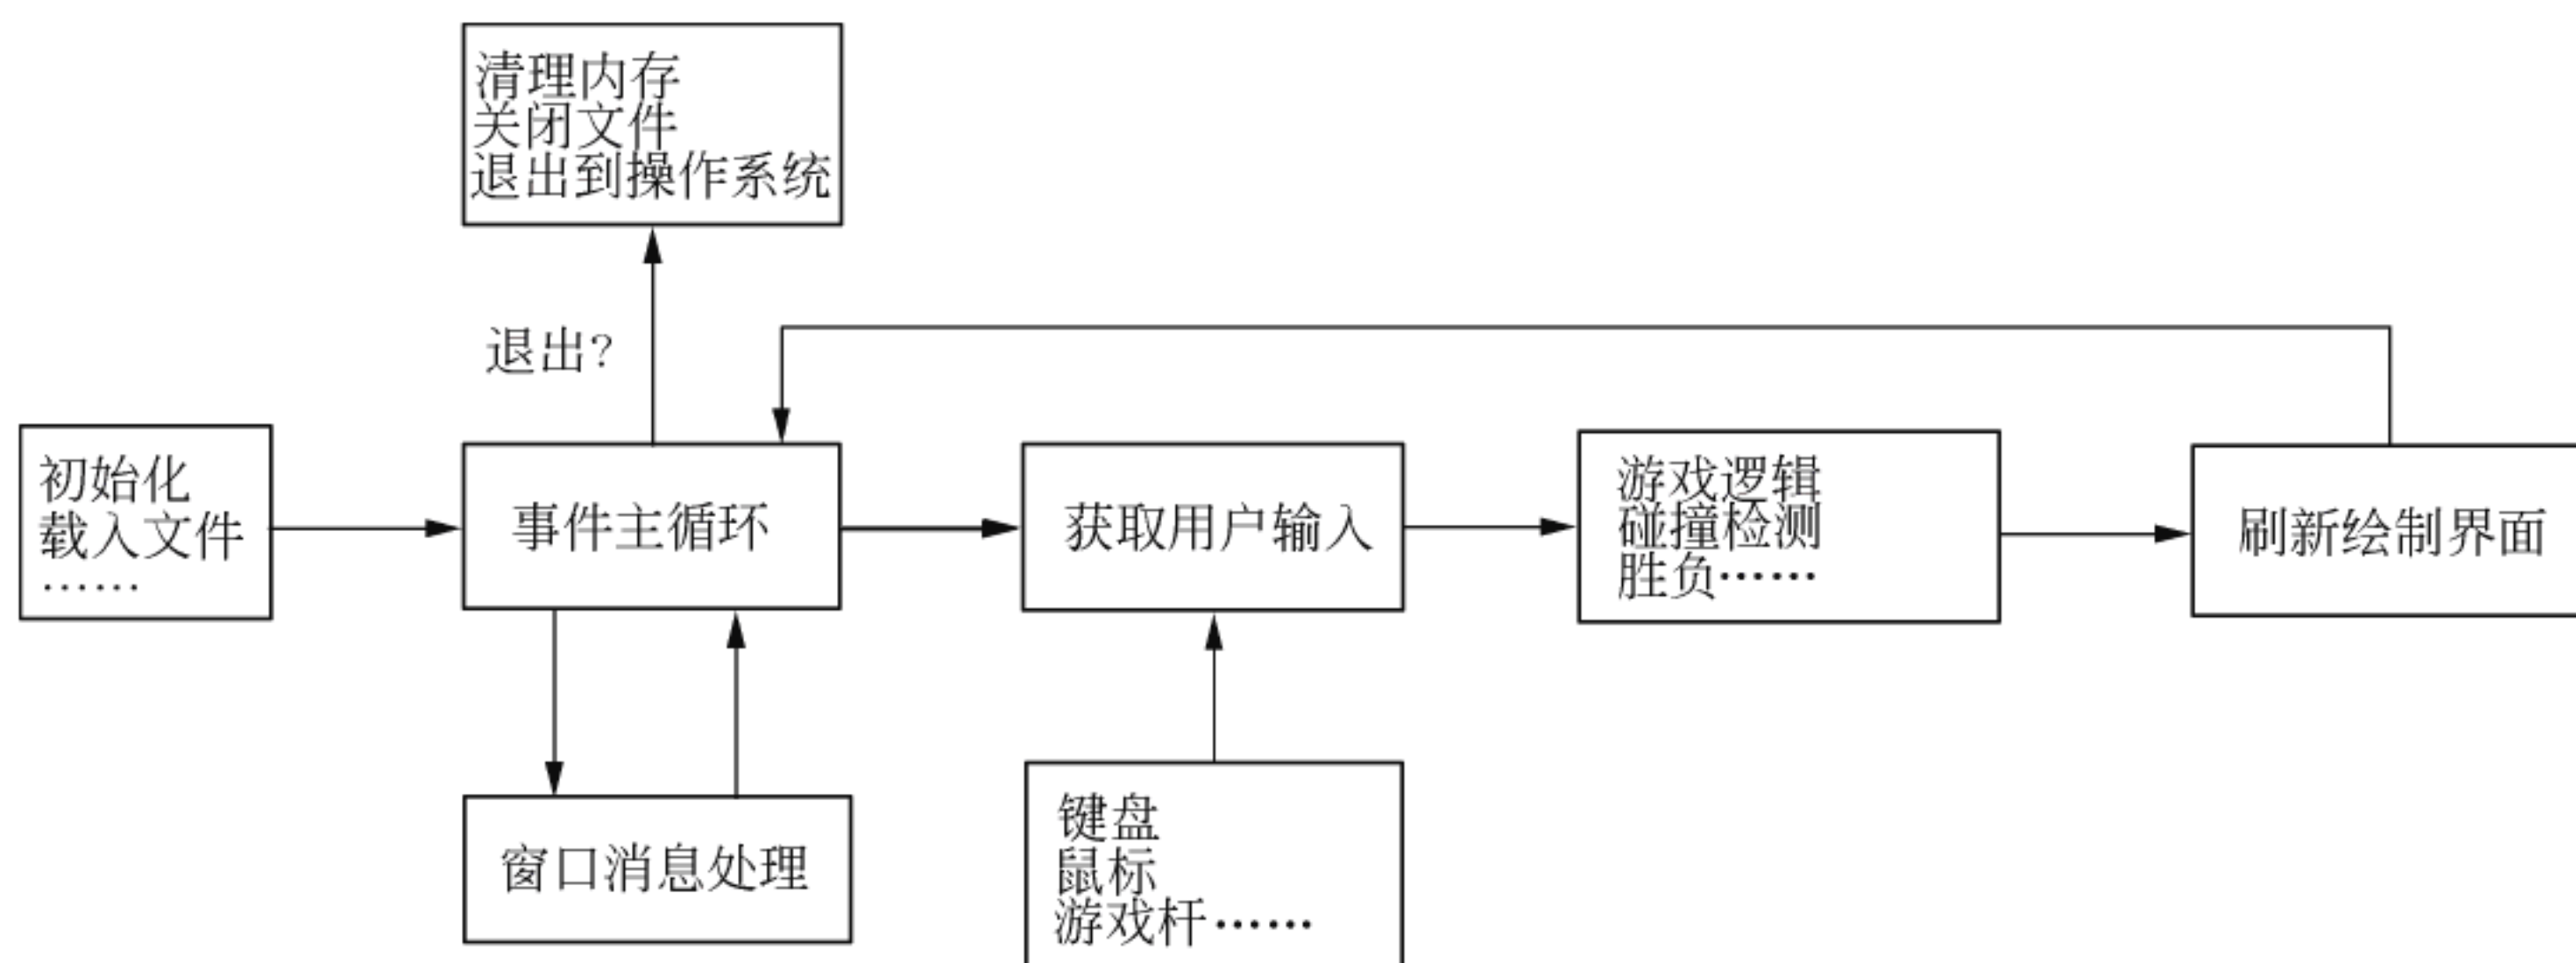 清理内存
关闭文件
退出到操作系统
退出?
初始化
载入文件
……
事件主循环
获取用户输入
游戏逻辑
碰撞检测
胜负……
刷新绘制界面
窗口消息处理
键盘
鼠标
游戏杆……